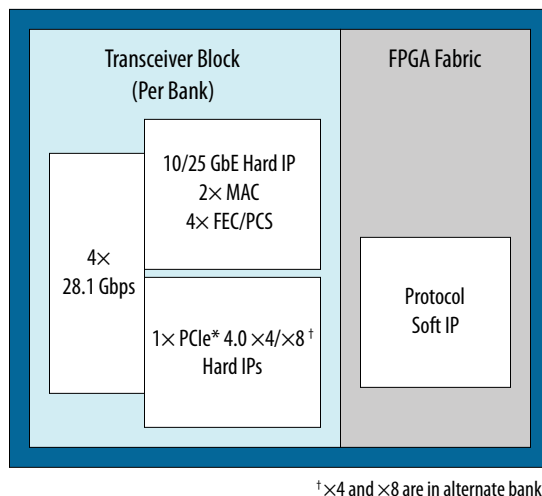 Transceiver Block
(Per Bank)
FPGA Fabric
10/25 GbE Hard IP
2× MAC
4× FEC/PCS
4×
28.1 Gbps
1× PCIe* 4.0 ×4/×8 †
Hard IPs
Protocol
Soft IP
† ×4 and ×8 are in alternate bank